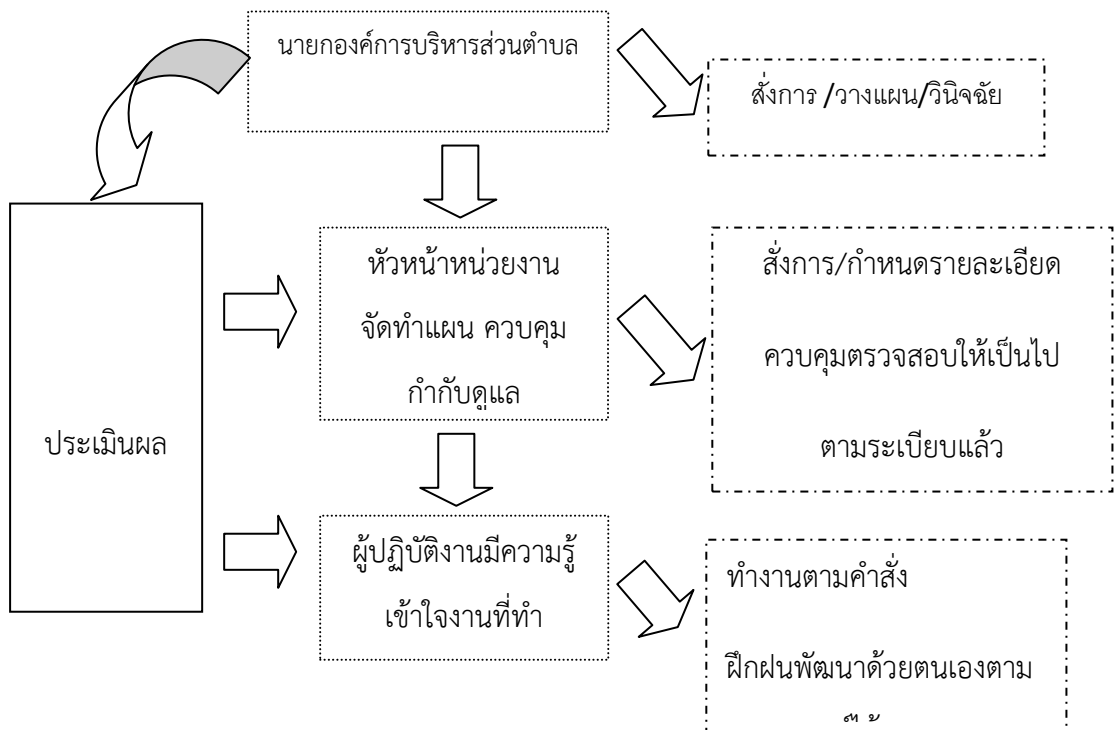 นายกองค์การบริหารส่วนตำบล
สั่งการ /วางแผน/วินิจฉัย
หัวหน้าหน่วยงาน
จัดทำแผน ควบคุม
กำกับดูแล
สั่งการ/กำหนดรายละเอียด
ควบคุมตรวจสอบให้เป็นไป
ตามระเบียบแล้ว
ประเมินผล
ผู้ปฏิบัติงานมีความรู้
เข้าใจงานที่ทำ
ทำงานตามคำสั่ง
ฝึกฝนพัฒนาด้วยตนเองตาม